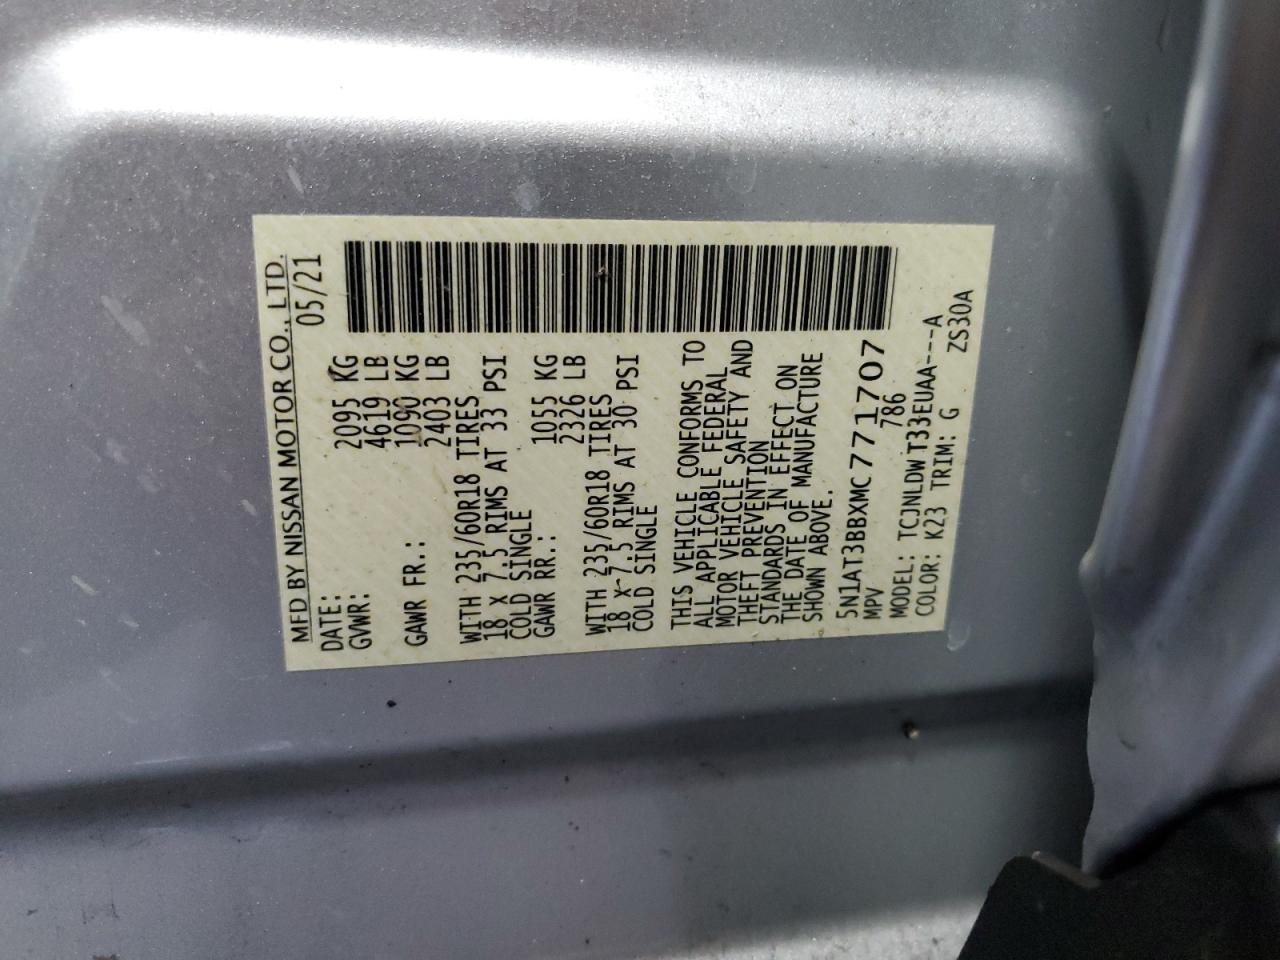 MFD BY NISSAN MOTOR CO., LTD.
DATE: 05/21
GVWR: 2095 KG
4619 LB
GAWR FR.: 1090 KG
2403 LB
WITH 235/60R18 TIRES
18 X 7.5 RIMS AT 33 PSI
COLD SINGLE
GAWR RR.: 1055 KG
2326 LB
WITH 235/60R18 TIRES
18 X 7.5 RIMS AT 30 PSI
COLD SINGLE
THIS VEHICLE CONFORMS TO
ALL APPLICABLE FEDERAL
MOTOR VEHICLE SAFETY AND
THEFT PREVENTION
STANDARDS IN EFFECT ON
THE DATE OF MANUFACTURE
SHOWN ABOVE.
5N1AT3BBXMC771707
MPV 786
MODEL: TCJNLDW T33EUAA---A
COLOR: K23 TRIM: G ZS30A